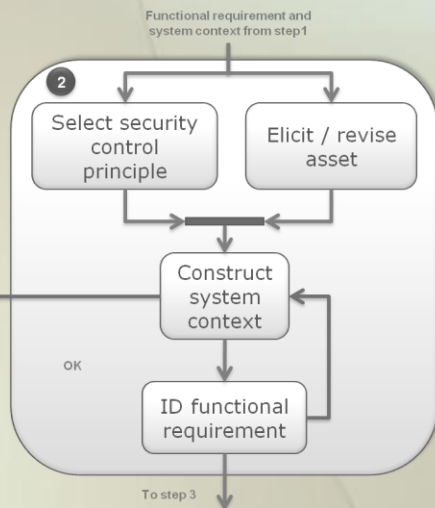 Functional requirement and
system context from step1
2
Select security
control
principle
Elicit / revise
asset
Construct
system
context
OK
ID functional
requirement
To step 3